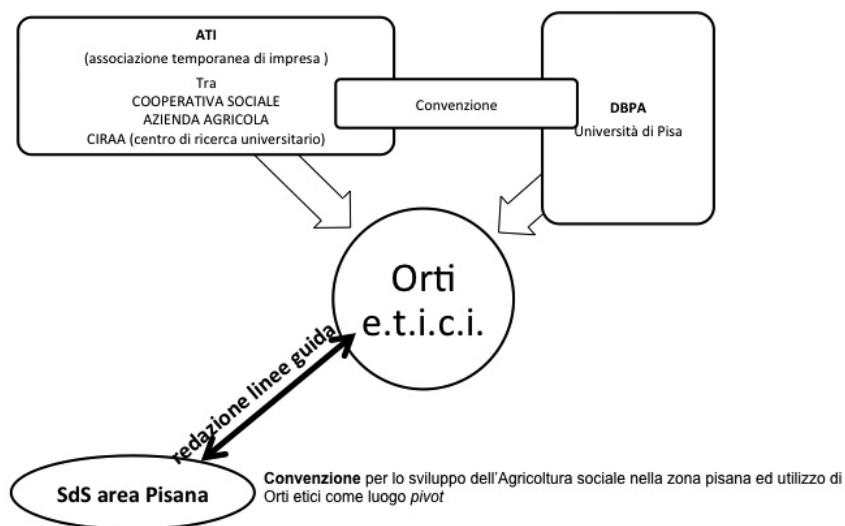 ATI
(associazione temporanea di impresa )
Tra
COOPERATIVA SOCIALE
AZIENDA AGRICOLA
CIRAA (centro di ricerca universitario)
Convenzione
DBPA
Università di Pisa
Orti
e.t.i.c.i.
redazione linee guida
SdS area Pisana
Convenzione per lo sviluppo dell'Agricoltura sociale nella zona pisana ed utilizzo di
Orti etici come luogo pivot